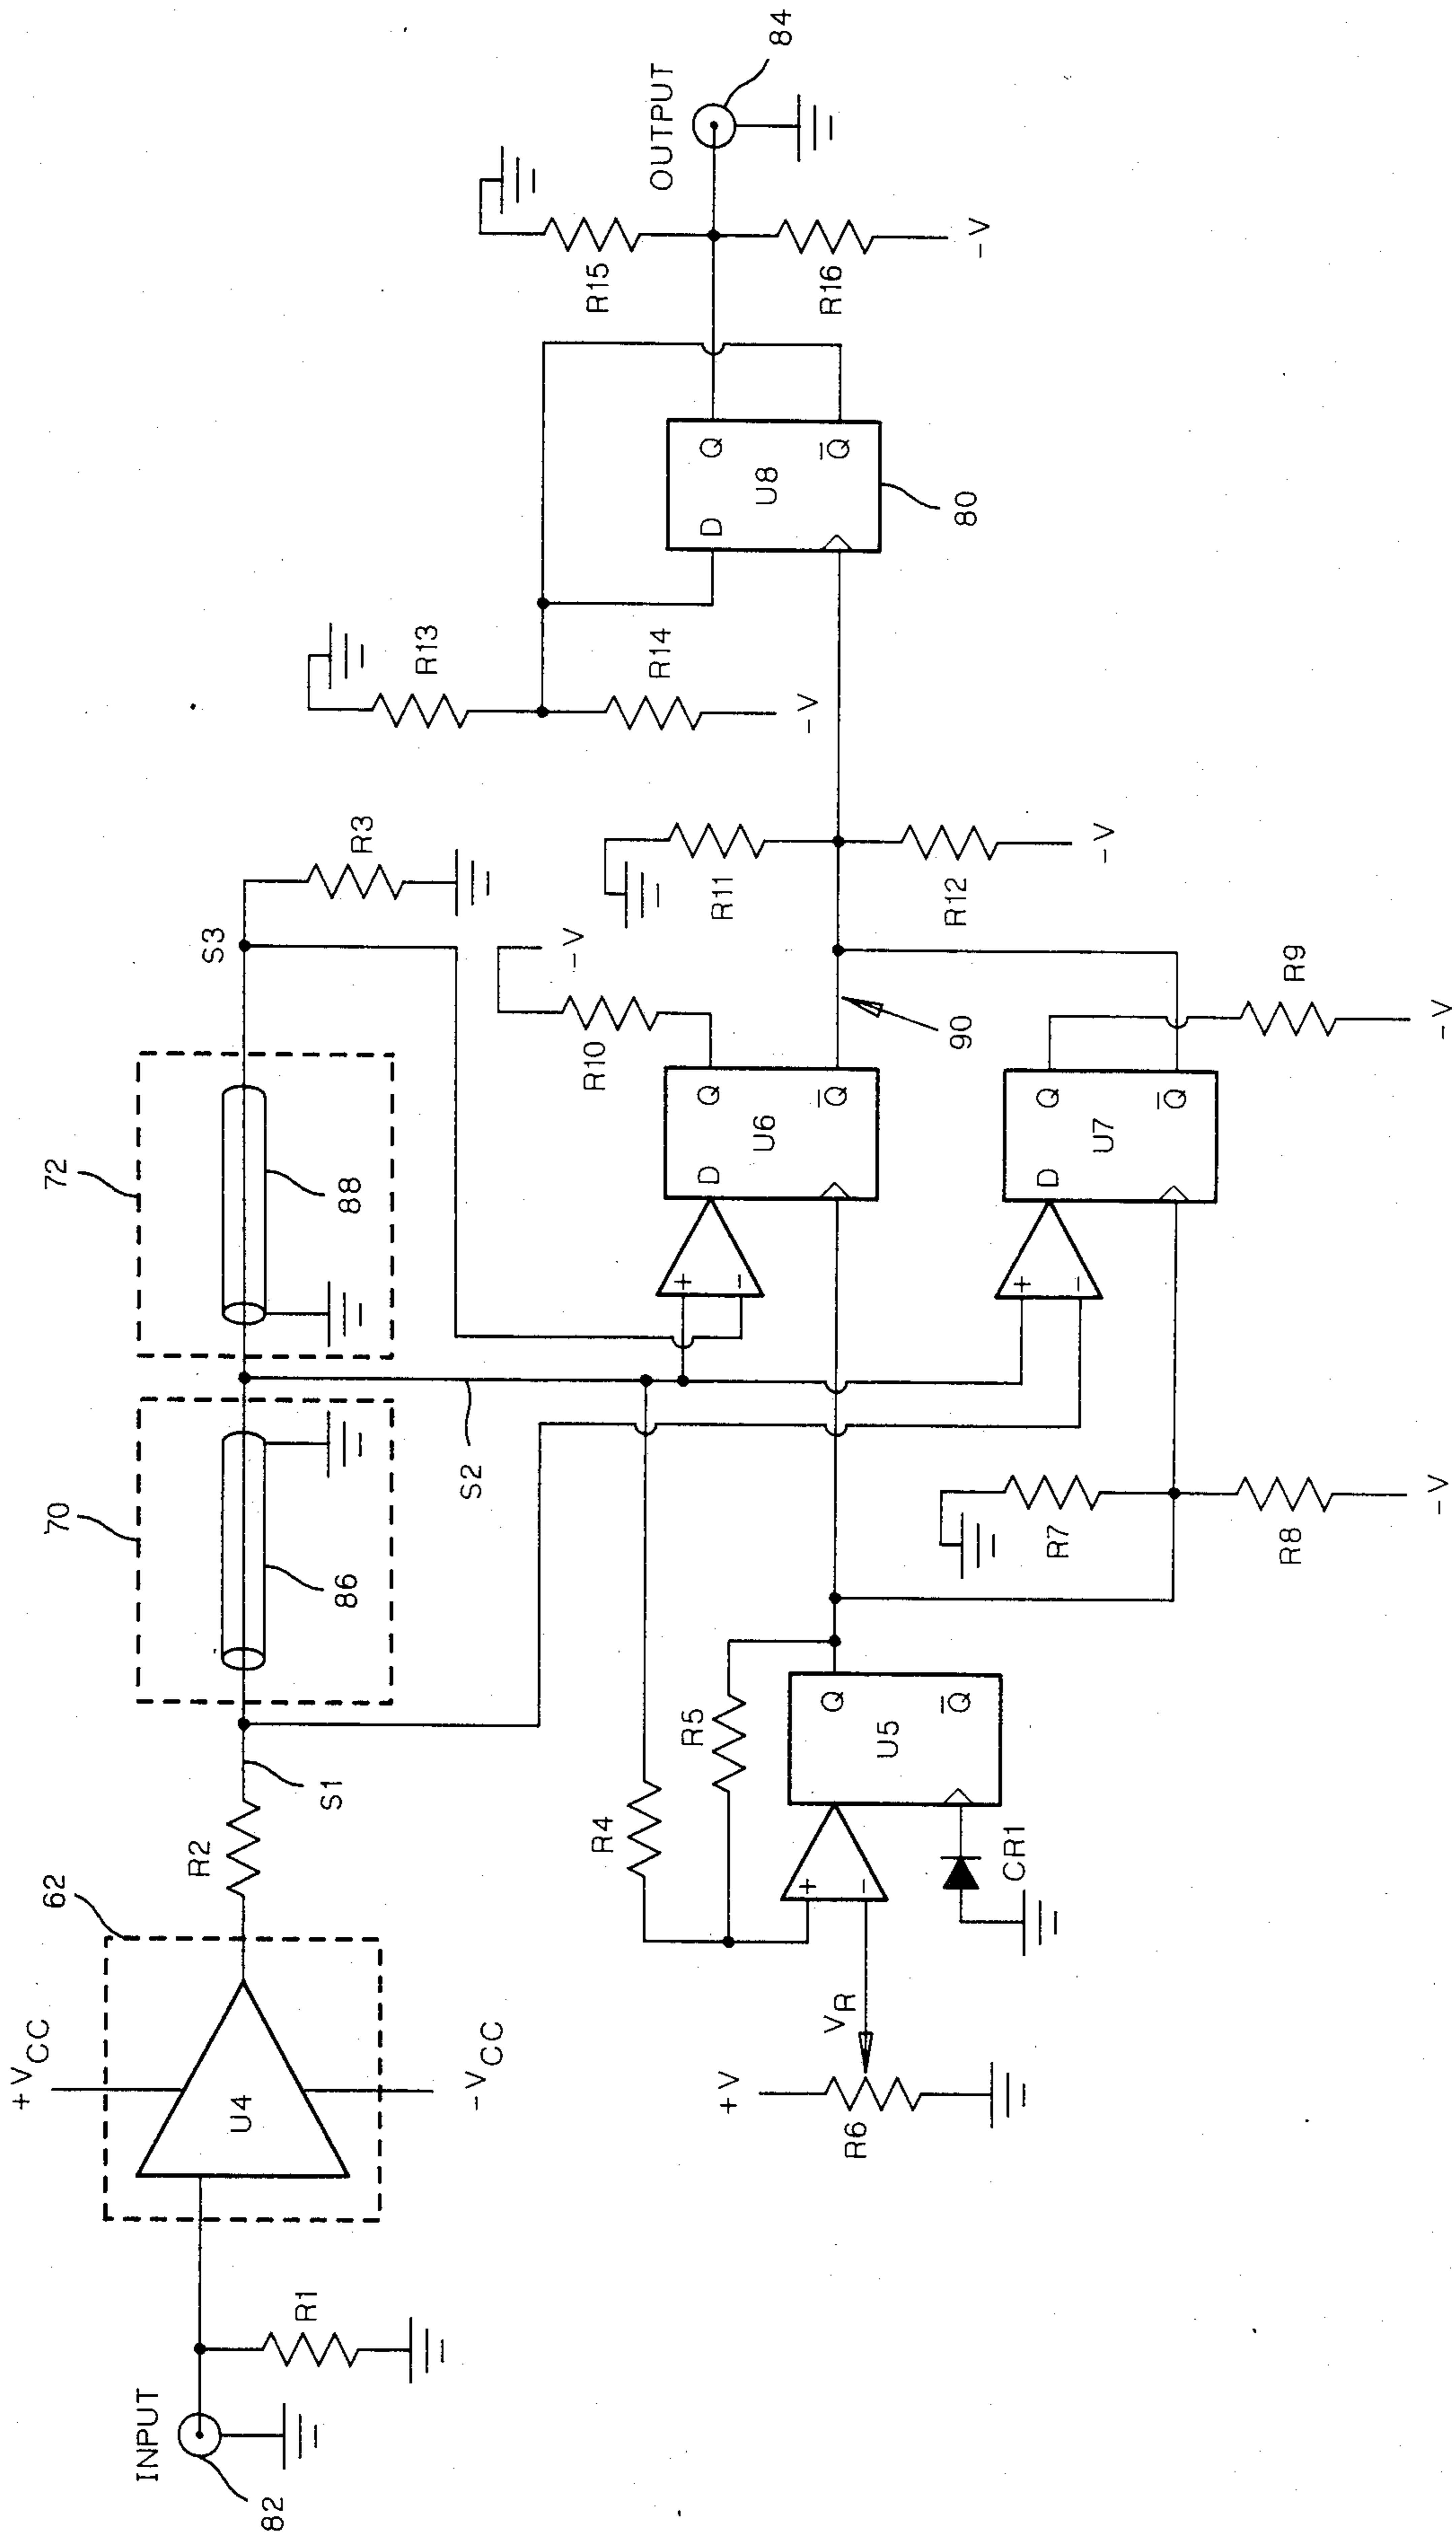 INPUT
82
R1
+VCC
62
U4
-VCC
R2
S1
70
86
S2
72
88
S3
R3
+V
R6
VR
R4
R5
+
-
U5
Q
Q̅
CR1
R7
R8
-V
+
-
D
U6
Q
Q̅
R10
-V
90
+
-
D
U7
Q
Q̅
R9
-V
R11
R12
-V
R13
R14
-V
D
U8
Q
Q̅
80
R15
R16
-V
OUTPUT
84